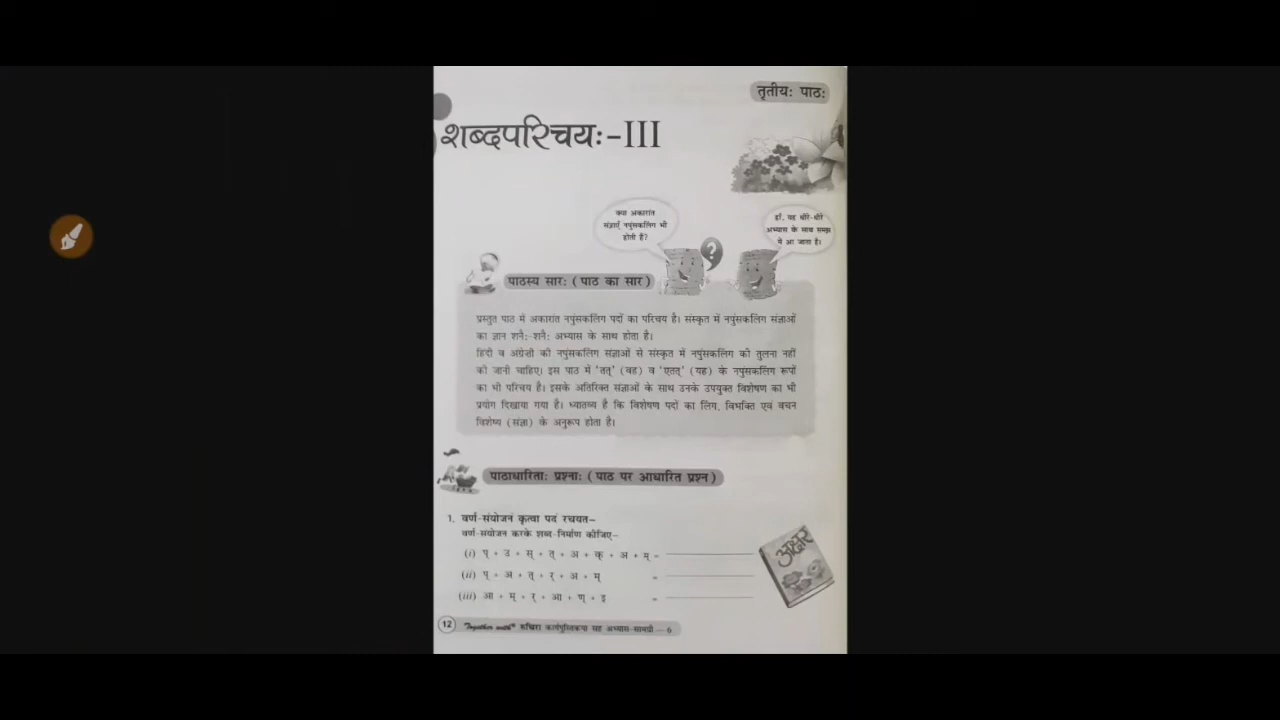 तृतीयः पाठः
शब्दपरिचयः-III
क्या अकारांत
संज्ञाएँ नपुंसकलिंग भी
होती हैं?
?
हाँ, यह धीरे-धीरे
अभ्यास के साथ समझ
में आ जाता है।
पाठस्य सारः (पाठ का सार)
प्रस्तुत पाठ में अकारांत नपुंसकलिंग पदों का परिचय है। संस्कृत में नपुंसकलिंग संज्ञाओं
का ज्ञान शनैः-शनैः अभ्यास के साथ होता है।
हिंदी व अंग्रेज़ी की नपुंसकलिंग संज्ञाओं से संस्कृत में नपुंसकलिंग की तुलना नहीं
की जानी चाहिए। इस पाठ में 'तत्' (वह) व 'एतत्' (यह) के नपुंसकलिंग रूपों
का भी परिचय है। इसके अतिरिक्त संज्ञाओं के साथ उनके उपयुक्त विशेषण का भी
प्रयोग दिखाया गया है। ध्यातव्य है कि विशेषण पदों का लिंग, विभक्ति एवं वचन
विशेष्य (संज्ञा) के अनुरूप होता है।
पाठाधारिताः प्रश्नाः (पाठ पर आधारित प्रश्न)
1. वर्ण-संयोजनं कृत्वा पदं रचयत–
वर्ण-संयोजन करके शब्द-निर्माण कीजिए–
(i) प् + उ + स् + त् + अ + क् + अ + म् =
(ii) प् + अ + त् + र् + अ + म् =
(iii) आ + म् + र् + आ + ण् + इ =
अक्षर
12 Together with® रुचिरा कार्यपुस्तिकया सह अभ्यास-सामग्री — 6